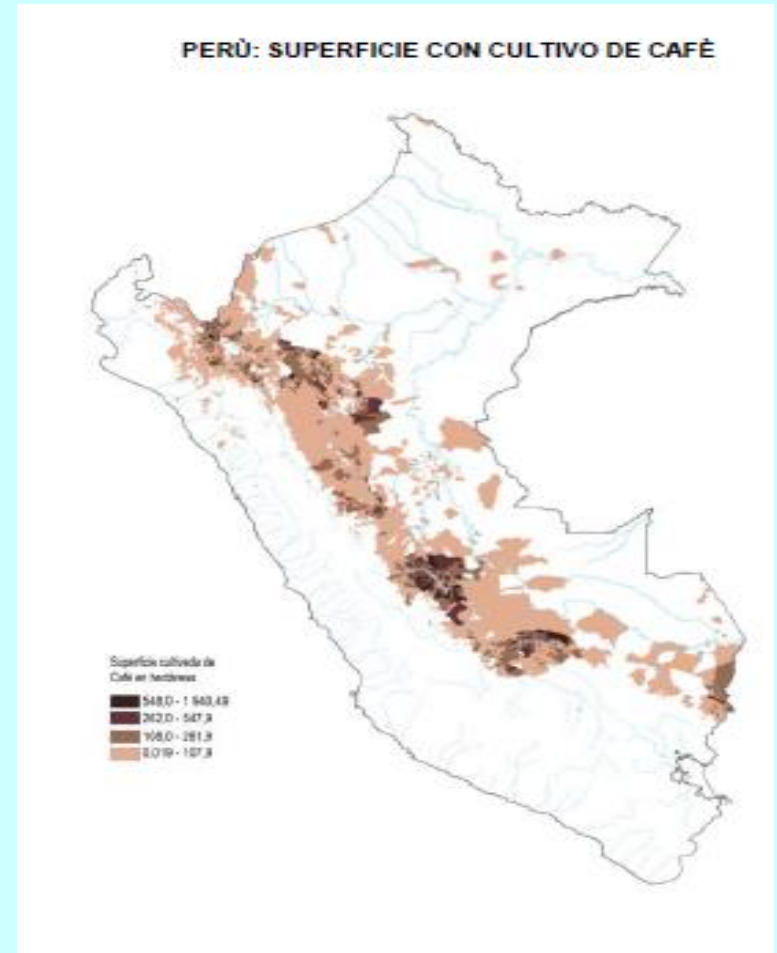 PERÙ: SUPERFICIE CON CULTIVO DE CAFÈ
Superficie cultivada de
Café en hectáreas
548,0 - 1 640,49
262,0 - 547,9
108,0 - 261,9
0,019 - 107,9